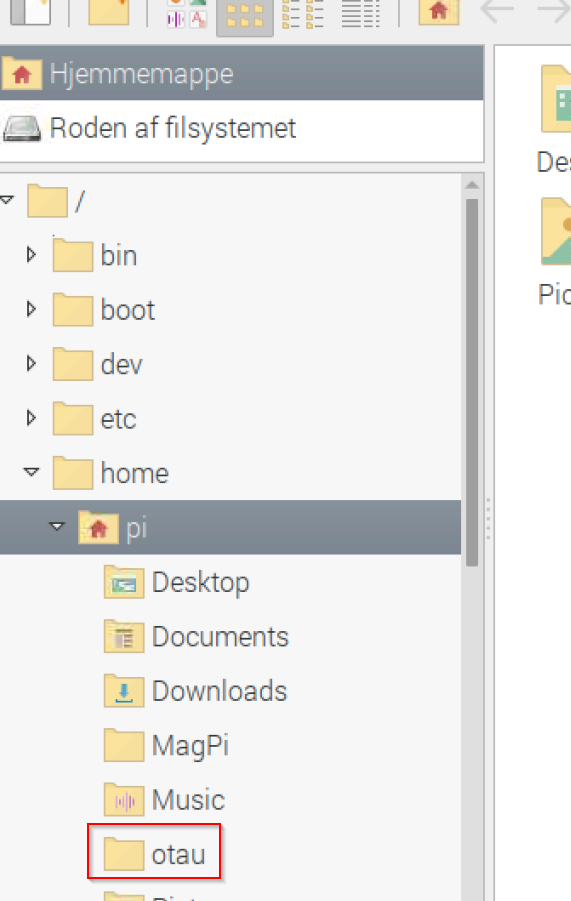 Hjemmemappe
Roden af filsystemet
/
bin
boot
dev
etc
home
pi
Desktop
Documents
Downloads
MagPi
Music
otau